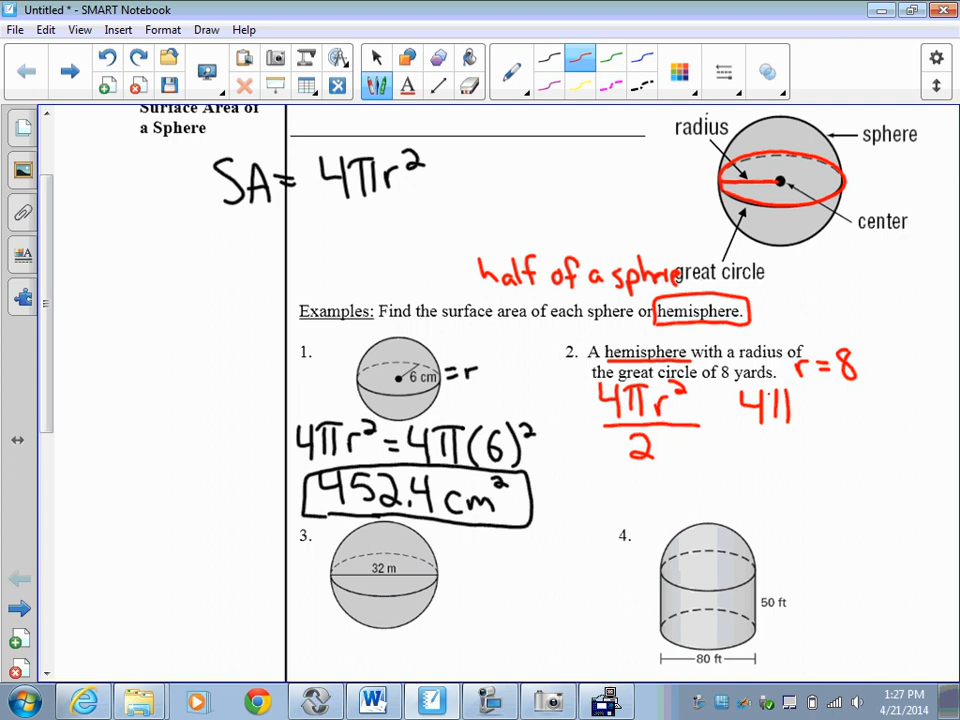 Untitled * - SMART Notebook
File Edit View Insert Format Draw Help
Surface Area of
a Sphere
SA = 4πr²
radius
sphere
center
great circle
half of a sphere
Examples: Find the surface area of each sphere or hemisphere.
1.
6 cm = r
4πr² = 4π(6)²
452.4 cm²
2. A hemisphere with a radius of
the great circle of 8 yards.
r = 8
4πr²
2
4π
3.
32 m
4.
50 ft
80 ft
1:27 PM
4/21/2014